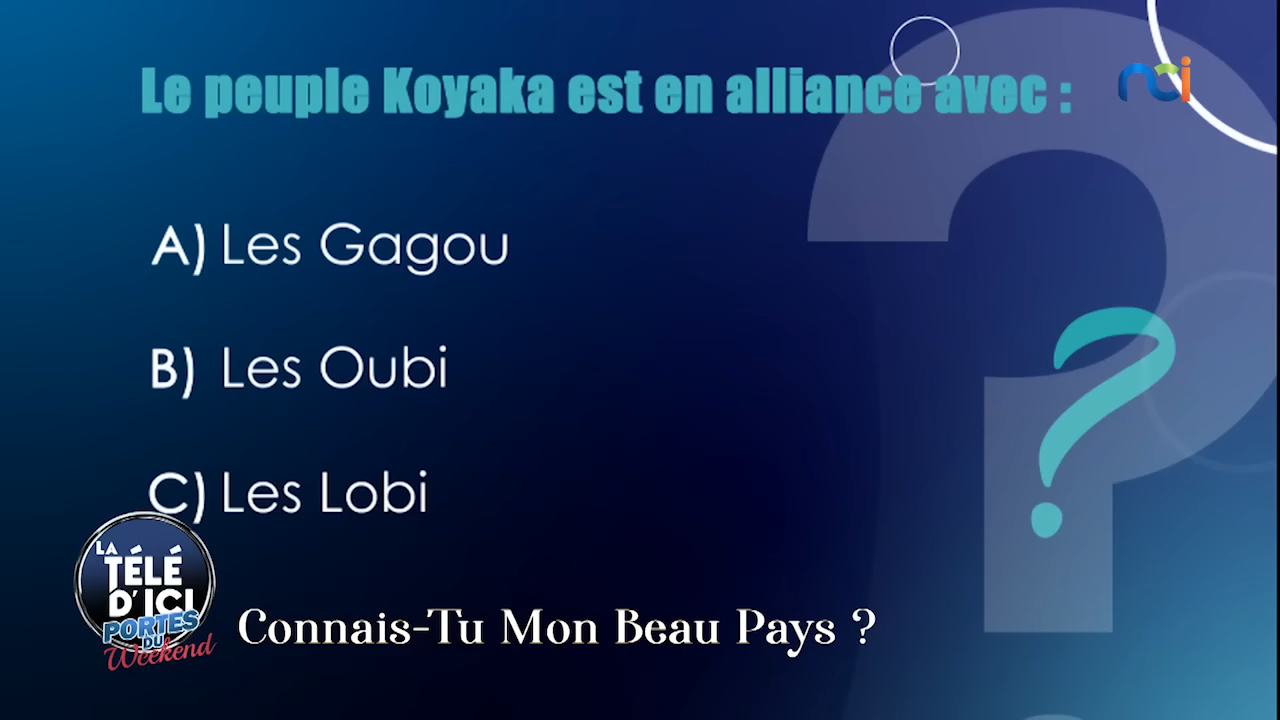 Le peuple Koyaka est en alliance avec :
nci
A) Les Gagou
B) Les Oubi
C) Les Lobi
LA
TÉLÉ
D'ICI
PORTES
DU
Weekend
Connais-Tu Mon Beau Pays ?